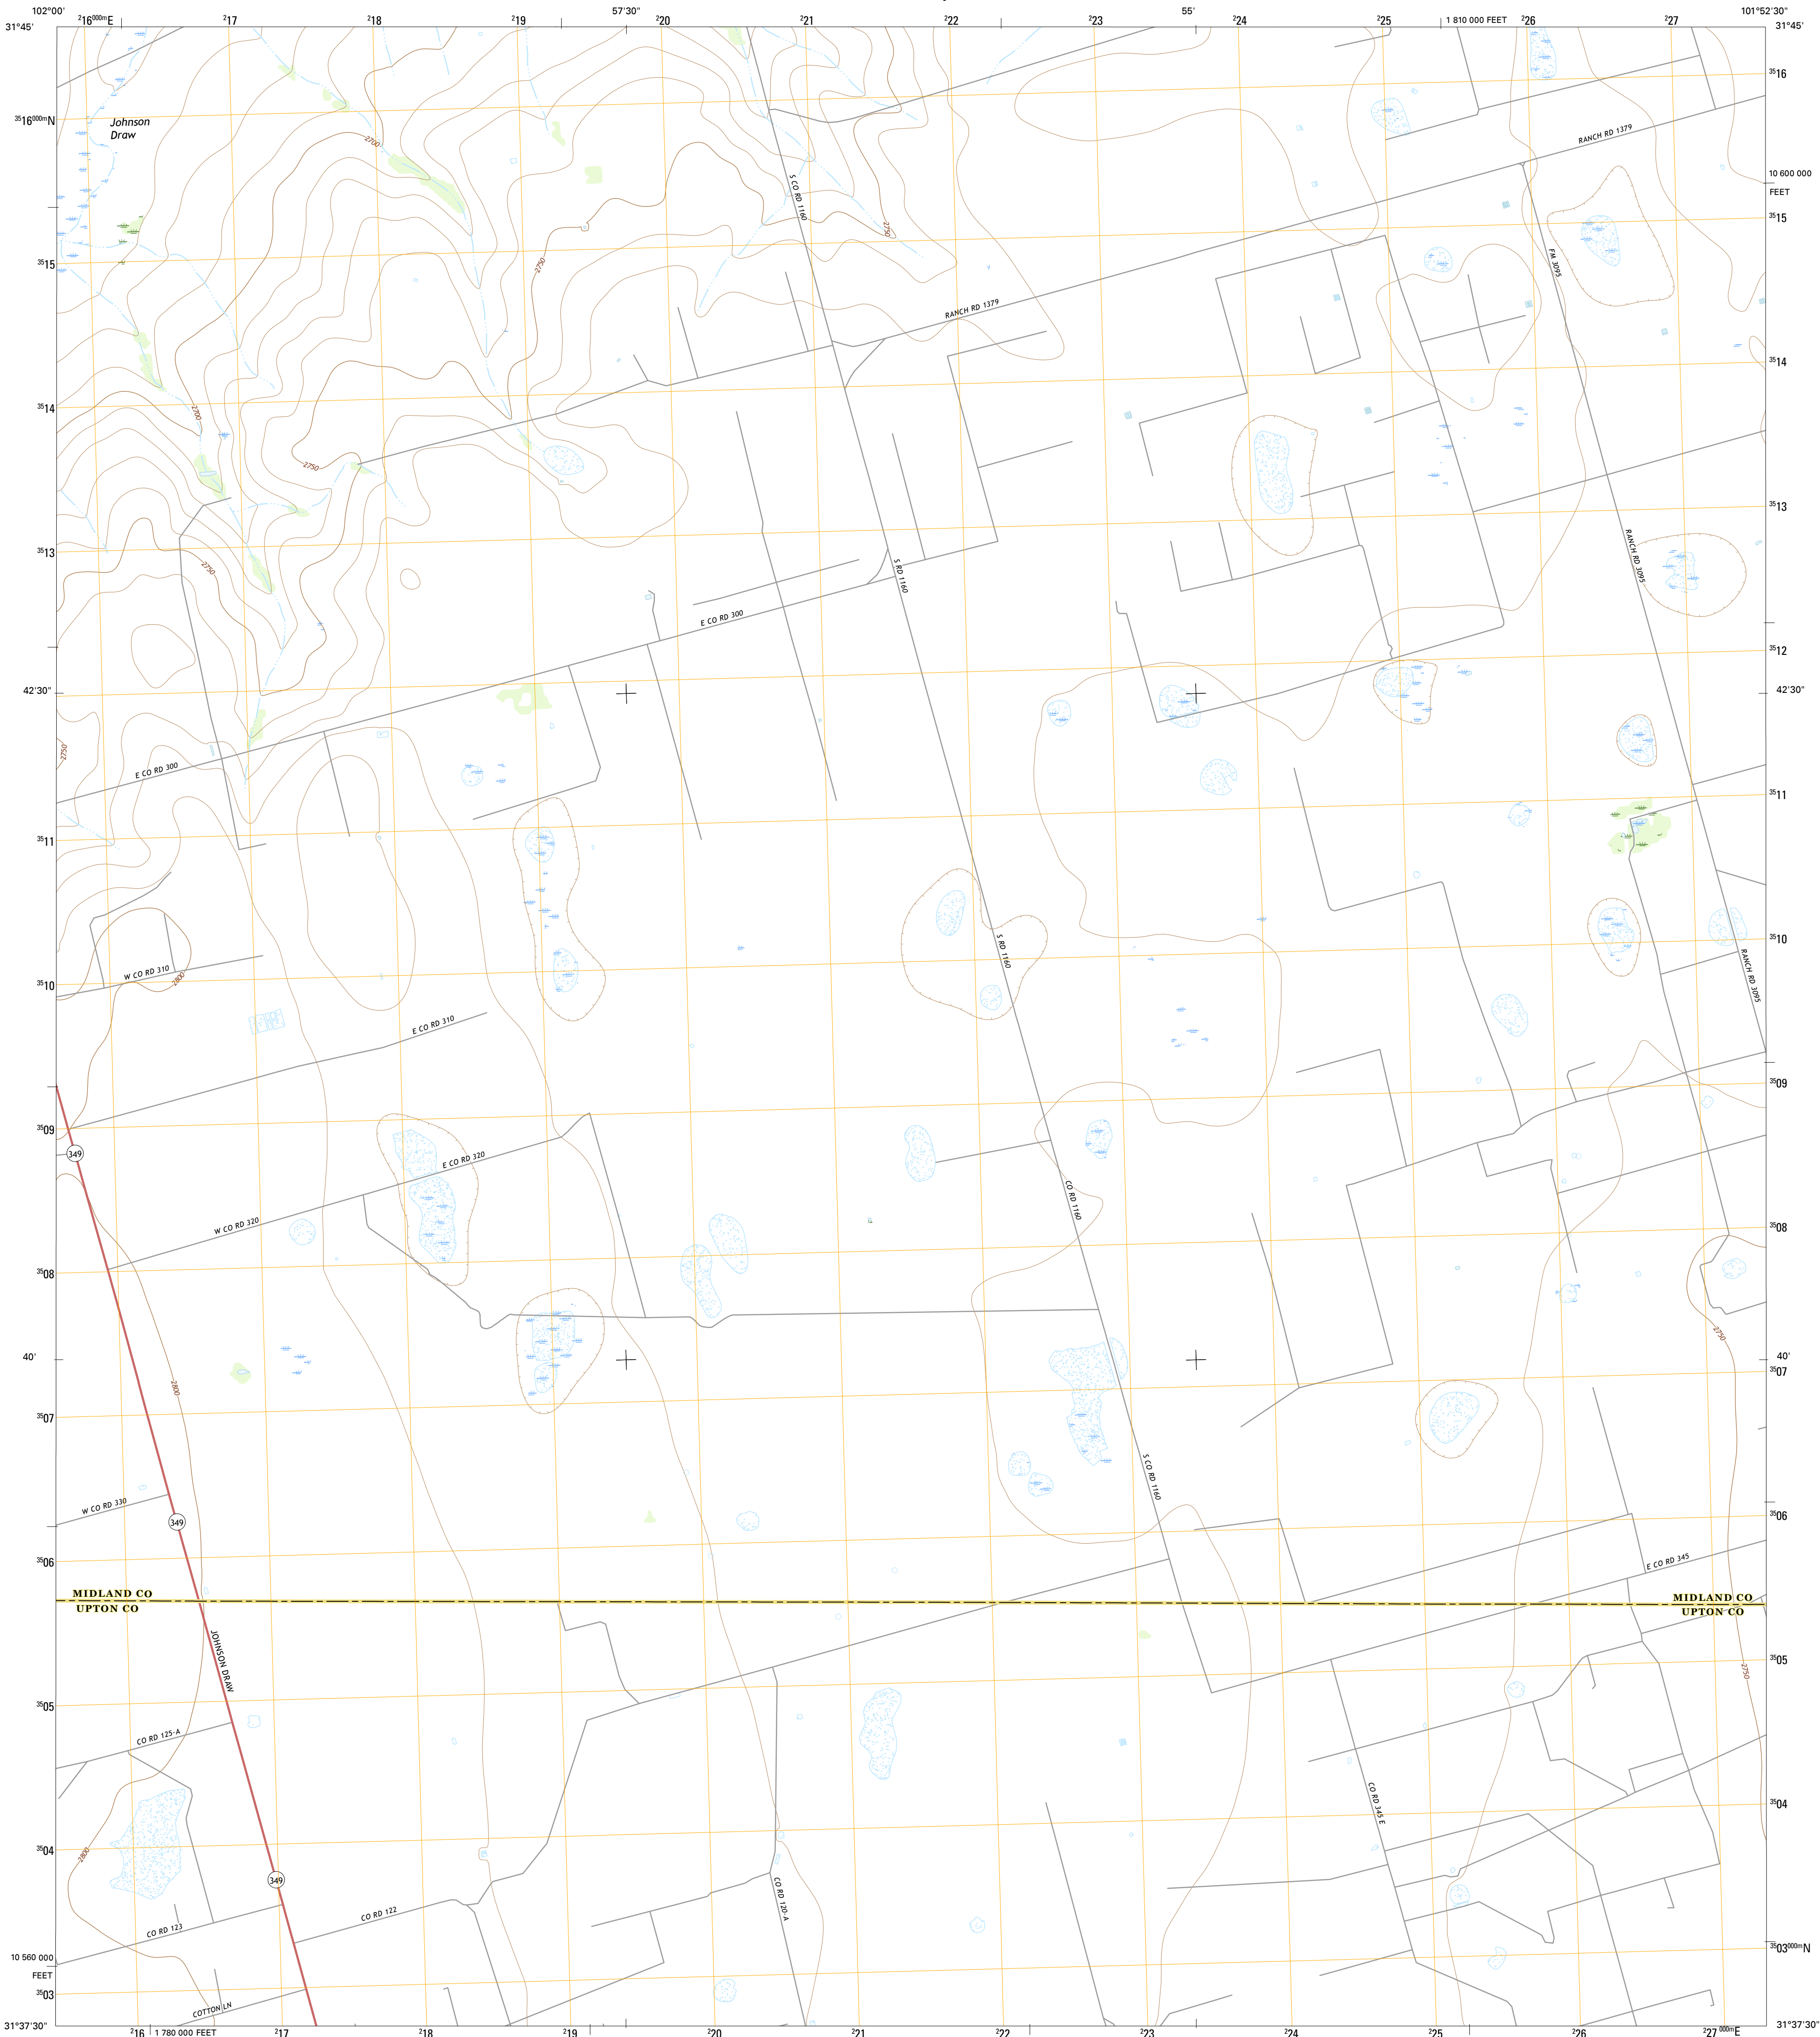 102°00'
²16⁰⁰⁰ᵐE
²17
²18
²19
57'30"
²20
²21
²22
²23
55'
²24
²25
1 810 000 FEET
²26
²27
101°52'30"
31°45'
31°45'
³⁵16
³⁵16⁰⁰⁰ᵐN
Johnson
Draw
RANCH RD 1379
2700
10 600 000
FEET
S CO RD 1160
³⁵15
2750
³⁵15
2750
FM 3095
RANCH RD 1379
³⁵14
³⁵14
2700
2750
³⁵13
³⁵13
RANCH RD 3095
S RD 1160
2750
E CO RD 300
³⁵12
42'30"
42'30"
2750
E CO RD 300
³⁵11
³⁵11
³⁵10
S RD 1160
RANCH RD 3095
W CO RD 310
2800
³⁵10
E CO RD 310
³⁵09
³⁵09
349
E CO RD 320
CO RD 1160
W CO RD 320
³⁵08
³⁵08
2750
40'
40'
³⁵07
2800
³⁵07
S CO RD 1160
W CO RD 330
349
³⁵06
³⁵06
E CO RD 345
MIDLAND CO
UPTON CO
MIDLAND CO
UPTON CO
JOHNSON DRAW
³⁵05
2750
³⁵05
CO RD 125-A
CO RD 345 E
³⁵04
³⁵04
2800
349
CO RD 120-A
CO RD 122
CO RD 123
³⁵03⁰⁰⁰ᵐN
10 560 000
FEET
³⁵03
COTTON LN
31°37'30"
31°37'30"
²16
1 780 000 FEET
²17
²18
²19
²20
²21
²22
²23
²24
²25
²26
²27⁰⁰⁰ᵐE